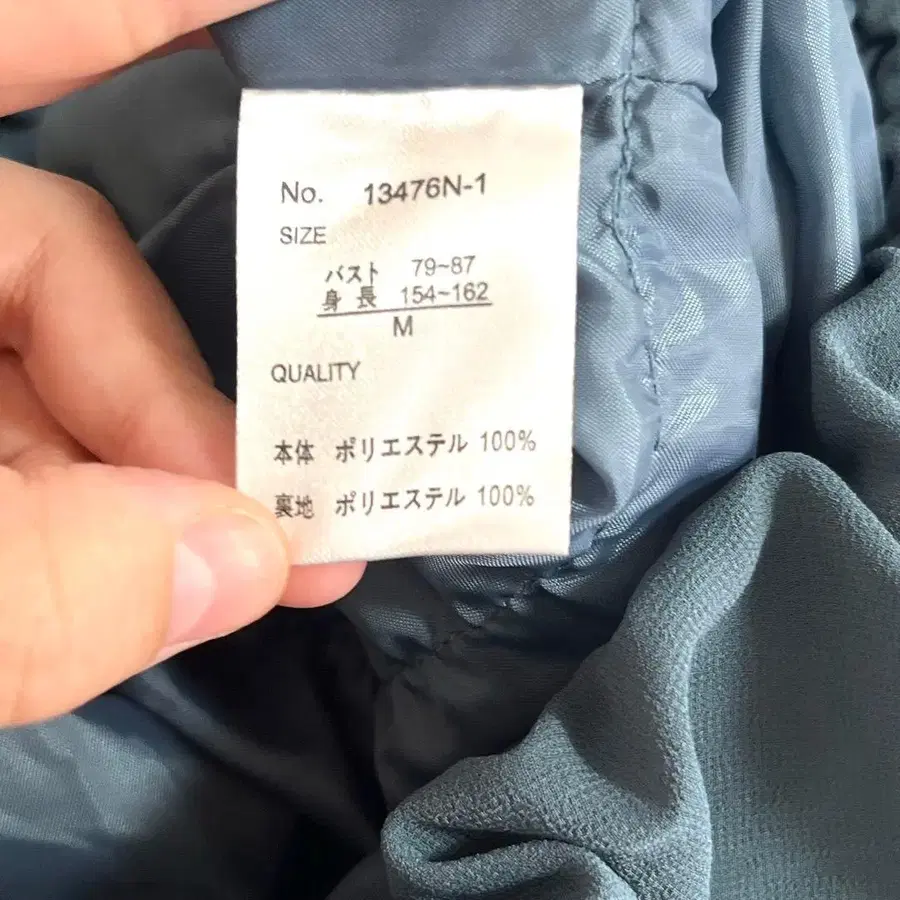 No. 13476N-1
SIZE
バスト 79~87
身長 154~162
M
QUALITY
本体 ポリエステル 100%
裏地 ポリエステル 100%